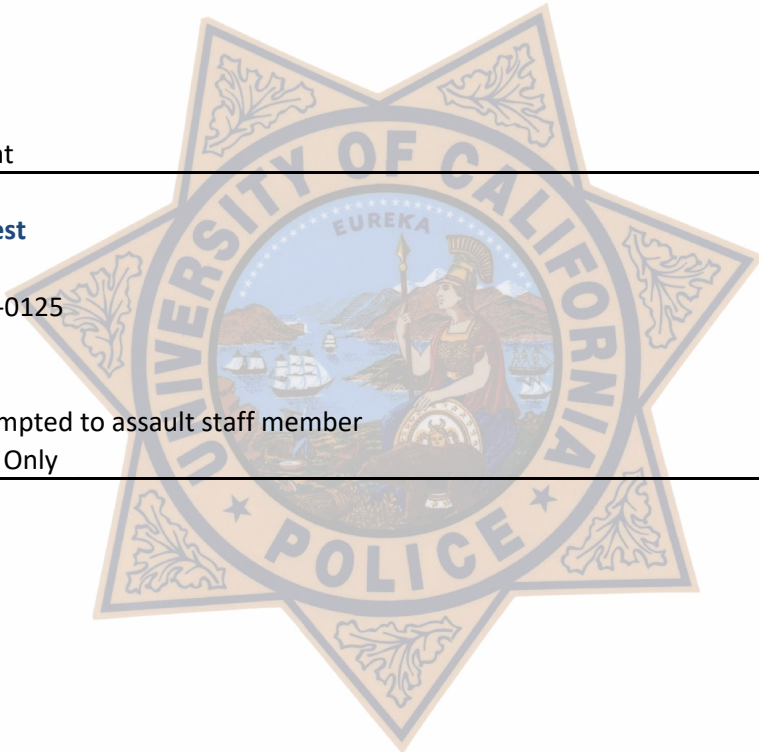 nt
est
-0125
mpted to assault staff member
Only
UNIVERSITY OF CALIFORNIA
EUREKA
★ POLICE ★